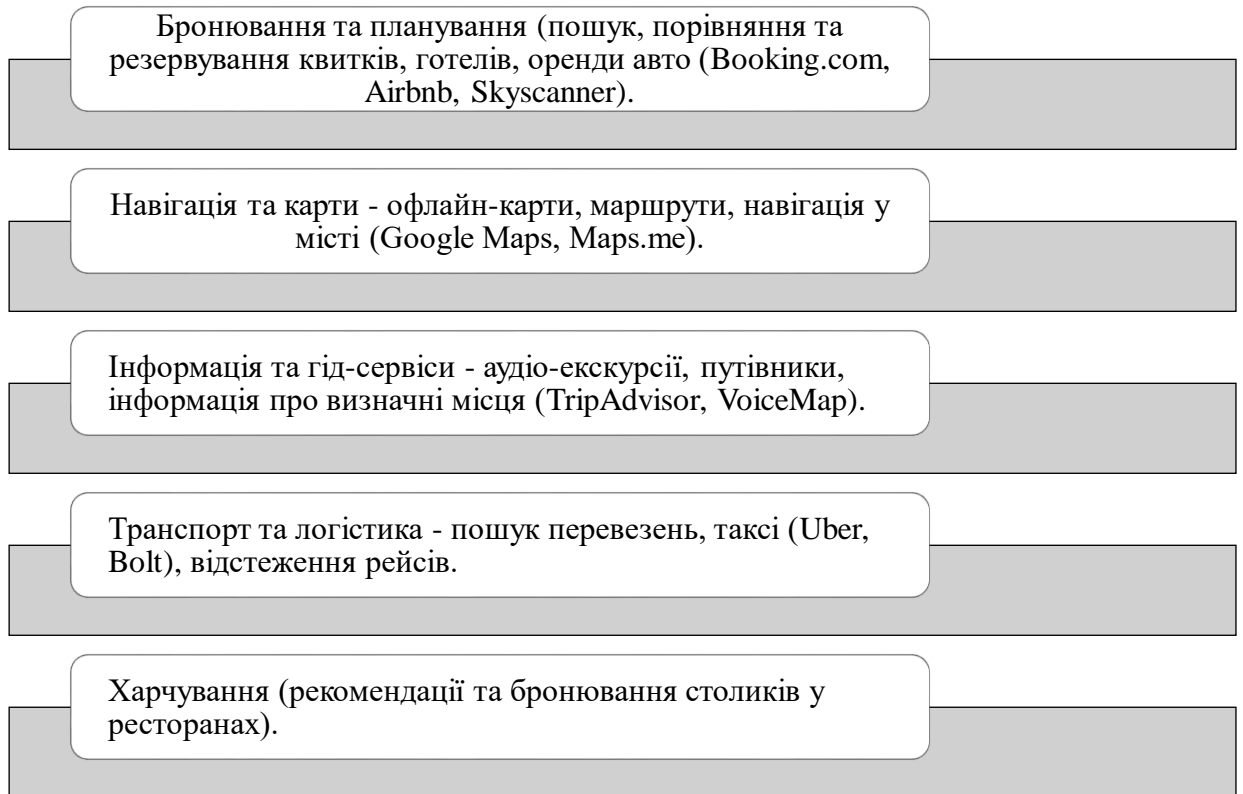 Бронювання та планування (пошук, порівняння та
резервування квитків, готелів, оренди авто (Booking.com,
Airbnb, Skyscanner).
Навігація та карти - офлайн-карти, маршрути, навігація у
місті (Google Maps, Maps.me).
Інформація та гід-сервіси - аудіо-екскурсії, путівники,
інформація про визначні місця (TripAdvisor, VoiceMap).
Транспорт та логістика - пошук перевезень, таксі (Uber,
Bolt), відстеження рейсів.
Харчування (рекомендації та бронювання столиків у
ресторанах).